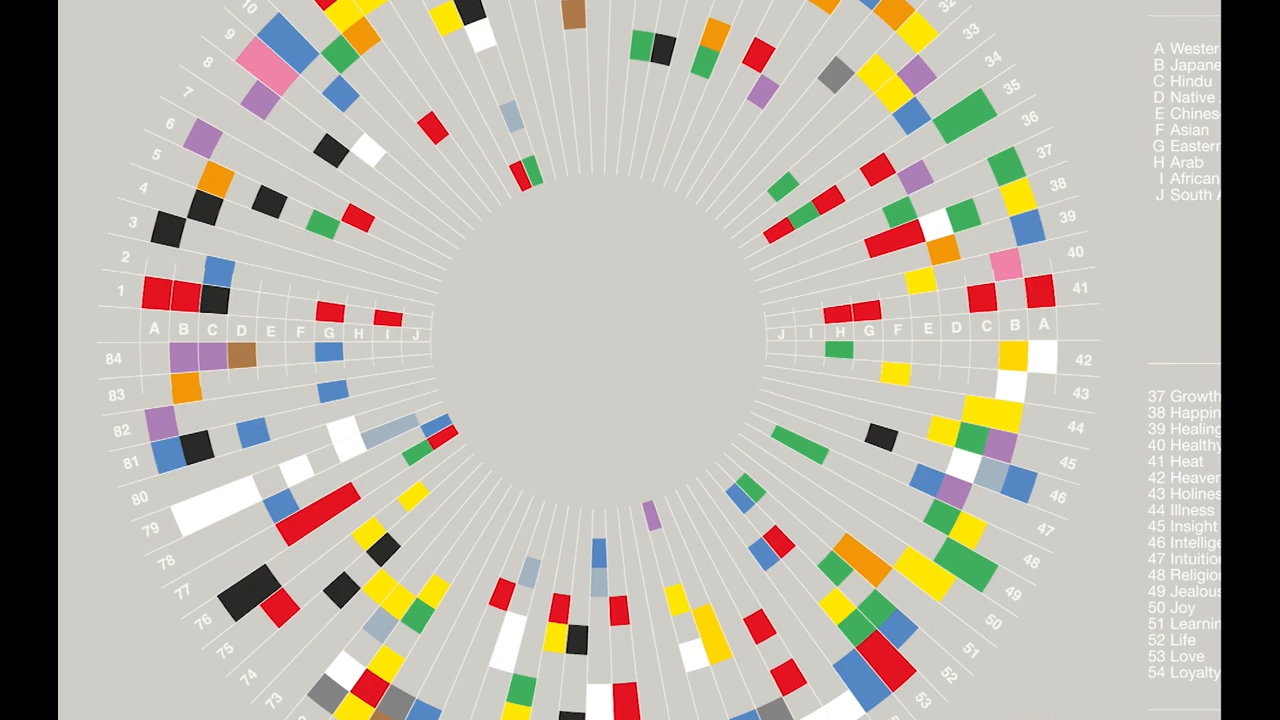 10
9
8
7
6
5
4
3
2
1
A B C D E F G H I J
84
83
82
81
80
79
78
77
76
75
74
73
32
33
34
35
36
37
38
39
40
41
J I H G F E D C B A
42
43
44
45
46
47
48
49
50
51
52
53
A Wester
B Japane
C Hindu
D Native
E Chines
F Asian
G Eastern
H Arab
I African
J South A
37 Growth
38 Happin
39 Healing
40 Healthy
41 Heat
42 Heaven
43 Holines
44 Illness
45 Insight
46 Intellige
47 Intuition
48 Religio
49 Jealous
50 Joy
51 Learnin
52 Life
53 Love
54 Loyalty